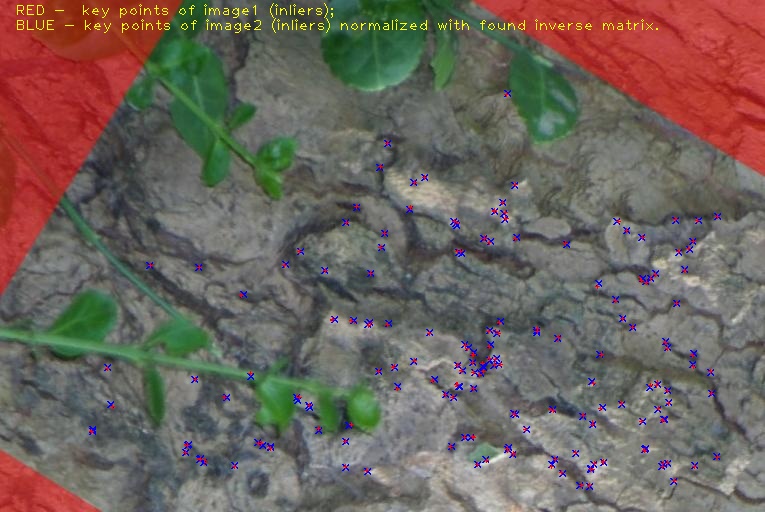 RED - key points of image1 (inliers);
BLUE - key points of image2 (inliers) normalized with found inverse matrix.